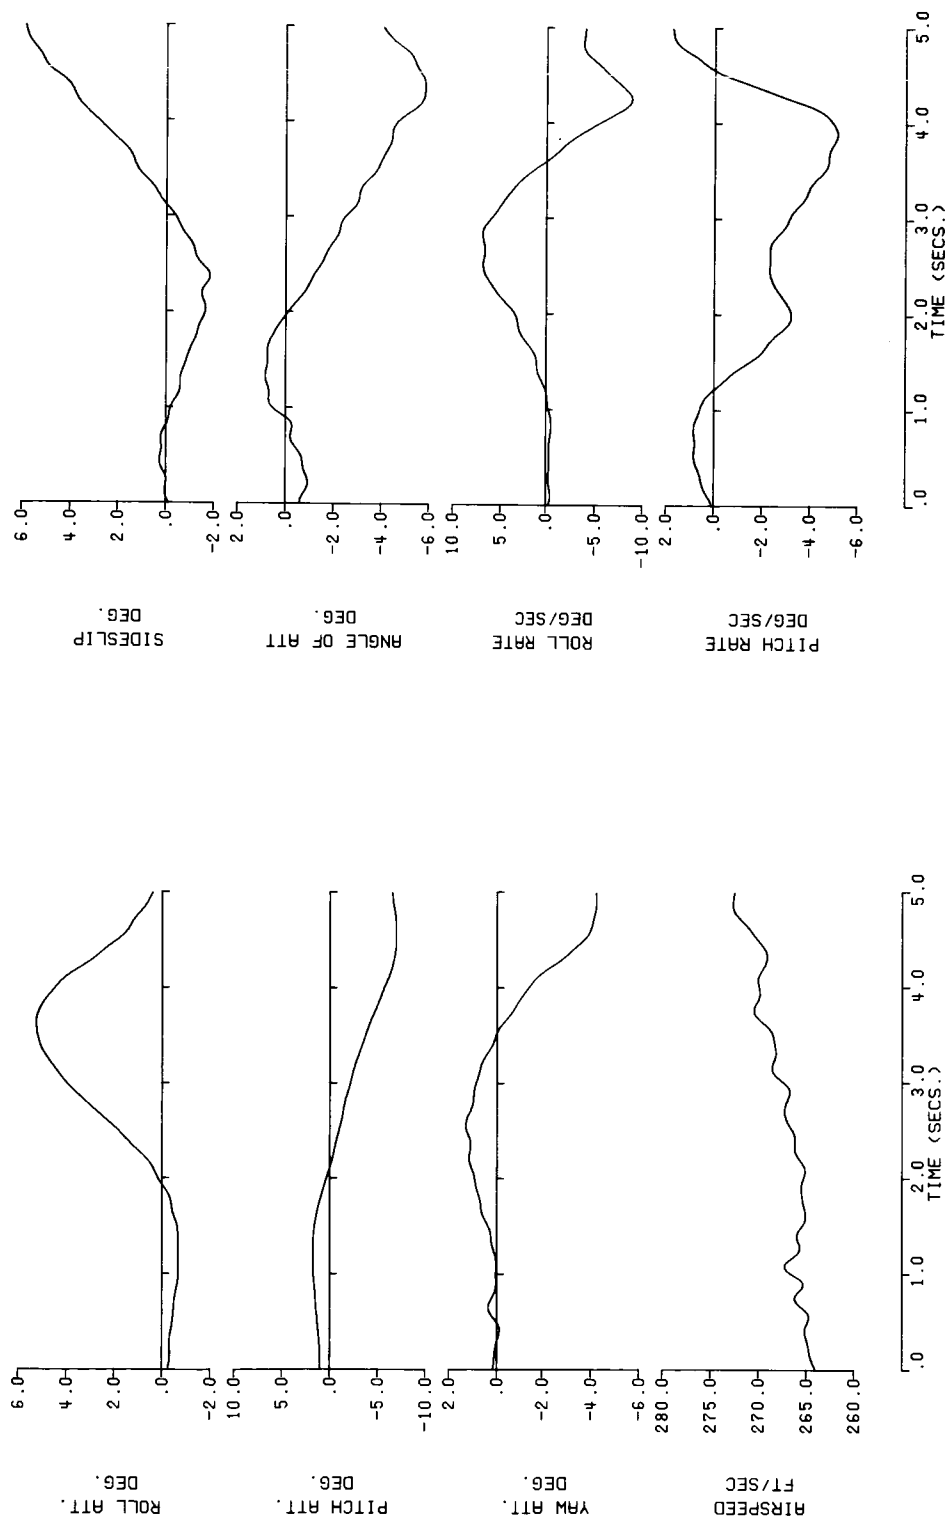 6.0
4.0
2.0
.0
-2.0
SIDESLIP
DEG.
2.0
.0
-2.0
-4.0
-6.0
ANGLE OF ATT
DEG.
10.0
5.0
.0
-5.0
-10.0
ROLL RATE
DEG/SEC
2.0
.0
-2.0
-4.0
-6.0
PITCH RATE
DEG/SEC
.0 1.0 2.0 3.0 4.0 5.0
TIME (SECS.)
6.0
4.0
2.0
.0
-2.0
ROLL ATT.
DEG.
10.0
5.0
.0
-5.0
-10.0
PITCH ATT.
DEG.
2.0
.0
-2.0
-4.0
-6.0
YAW ATT.
DEG.
280.0
275.0
270.0
265.0
260.0
AIRSPEED
FT/SEC
.0 1.0 2.0 3.0 4.0 5.0
TIME (SECS.)